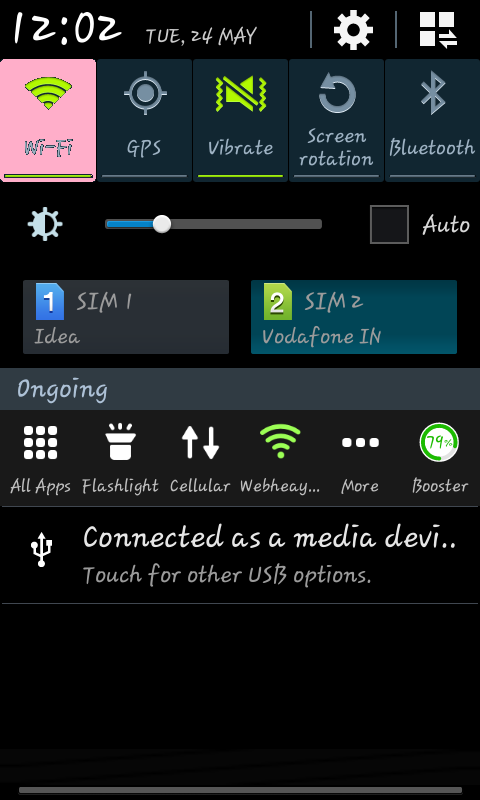 12:02 TUE, 24 MAY
Wi-Fi GPS Vibrate Screen rotation Bluetooth
Auto
1 SIM 1 2 SIM 2
Idea Vodafone IN
Ongoing
79%
All Apps Flashlight Cellular Webheay... More Booster
Connected as a media devi..
Touch for other USB options.